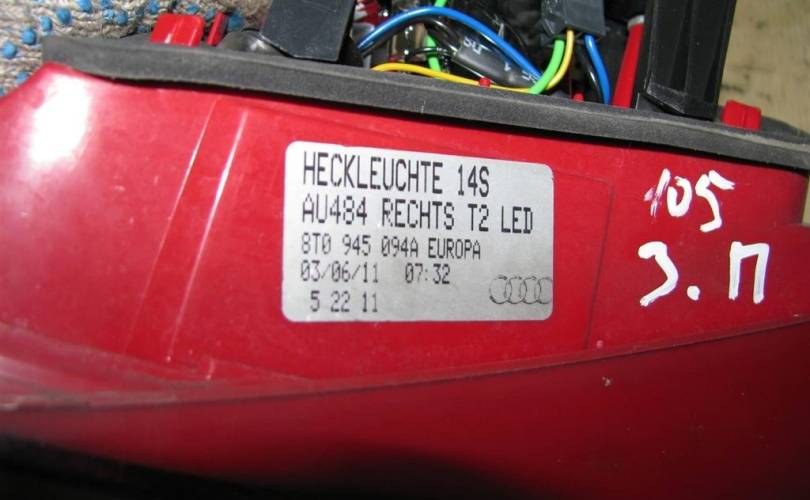 HECKLEUCHTE 14S
AU484 RECHTS T2 LED
8T0 945 094A EUROPA
03/06/11 07:32
5 22 11
105
З.П